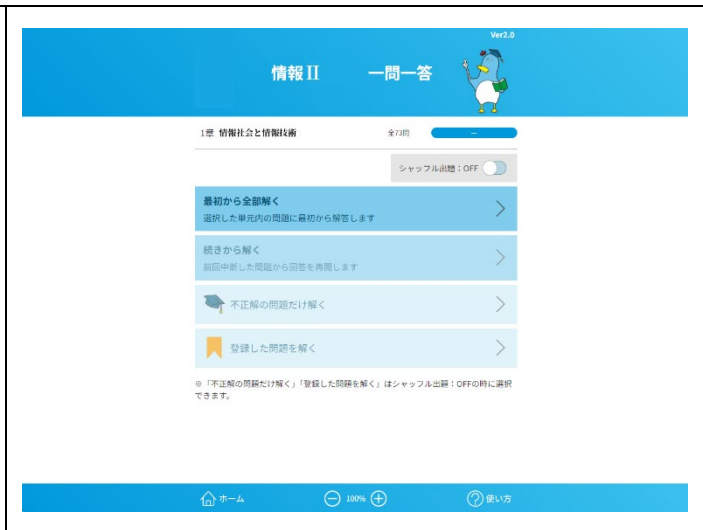 Ver2.0
情報Ⅱ 一問一答
1章 情報社会と情報技術 全73問 －
シャッフル出題：OFF
最初から全部解く
選択した単元内の問題に最初から解答します
続きから解く
前回中断した問題から回答を再開します
不正解の問題だけ解く
登録した問題を解く
※「不正解の問題だけ解く」「登録した問題を解く」はシャッフル出題：OFFの時に選択
できます。
ホーム 100% 使い方